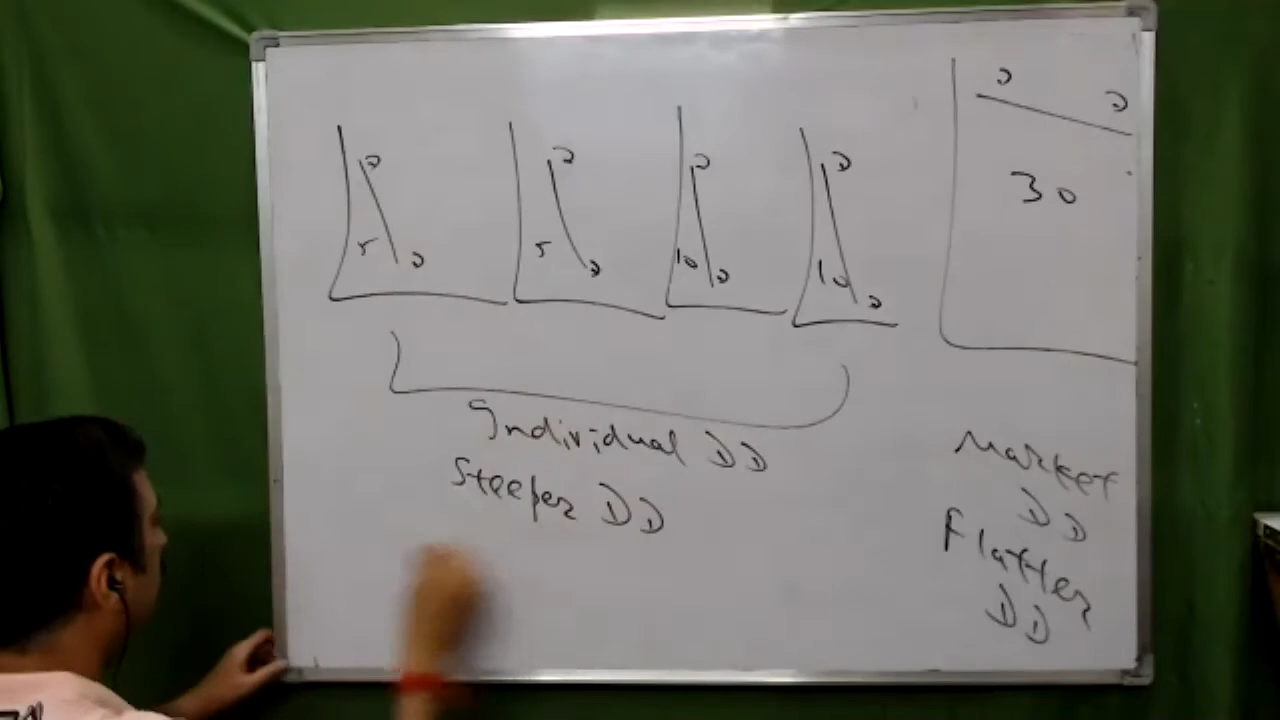 D D D D D
D
5 5 10 10 30
D D D D
Individual DD
Steeper DD
Market
DD
Flatter
DD